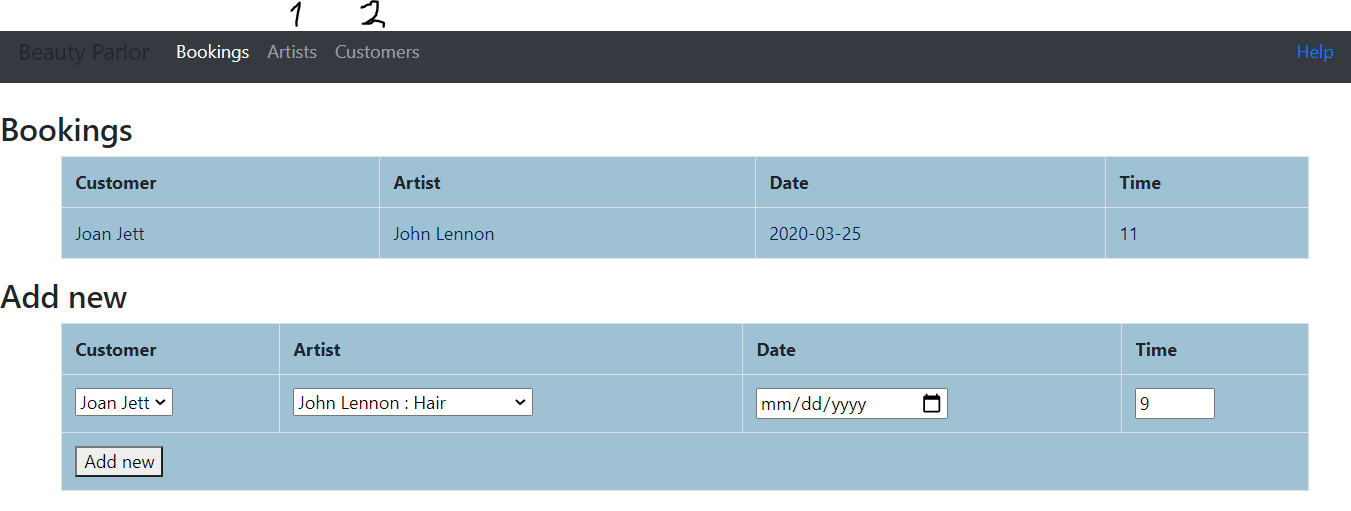 1 2
Beauty Parlor Bookings Artists Customers Help
Bookings
Customer Artist Date Time
Joan Jett John Lennon 2020-03-25 11
Add new
Customer Artist Date Time
Joan Jett John Lennon : Hair mm/dd/yyyy 9
Add new